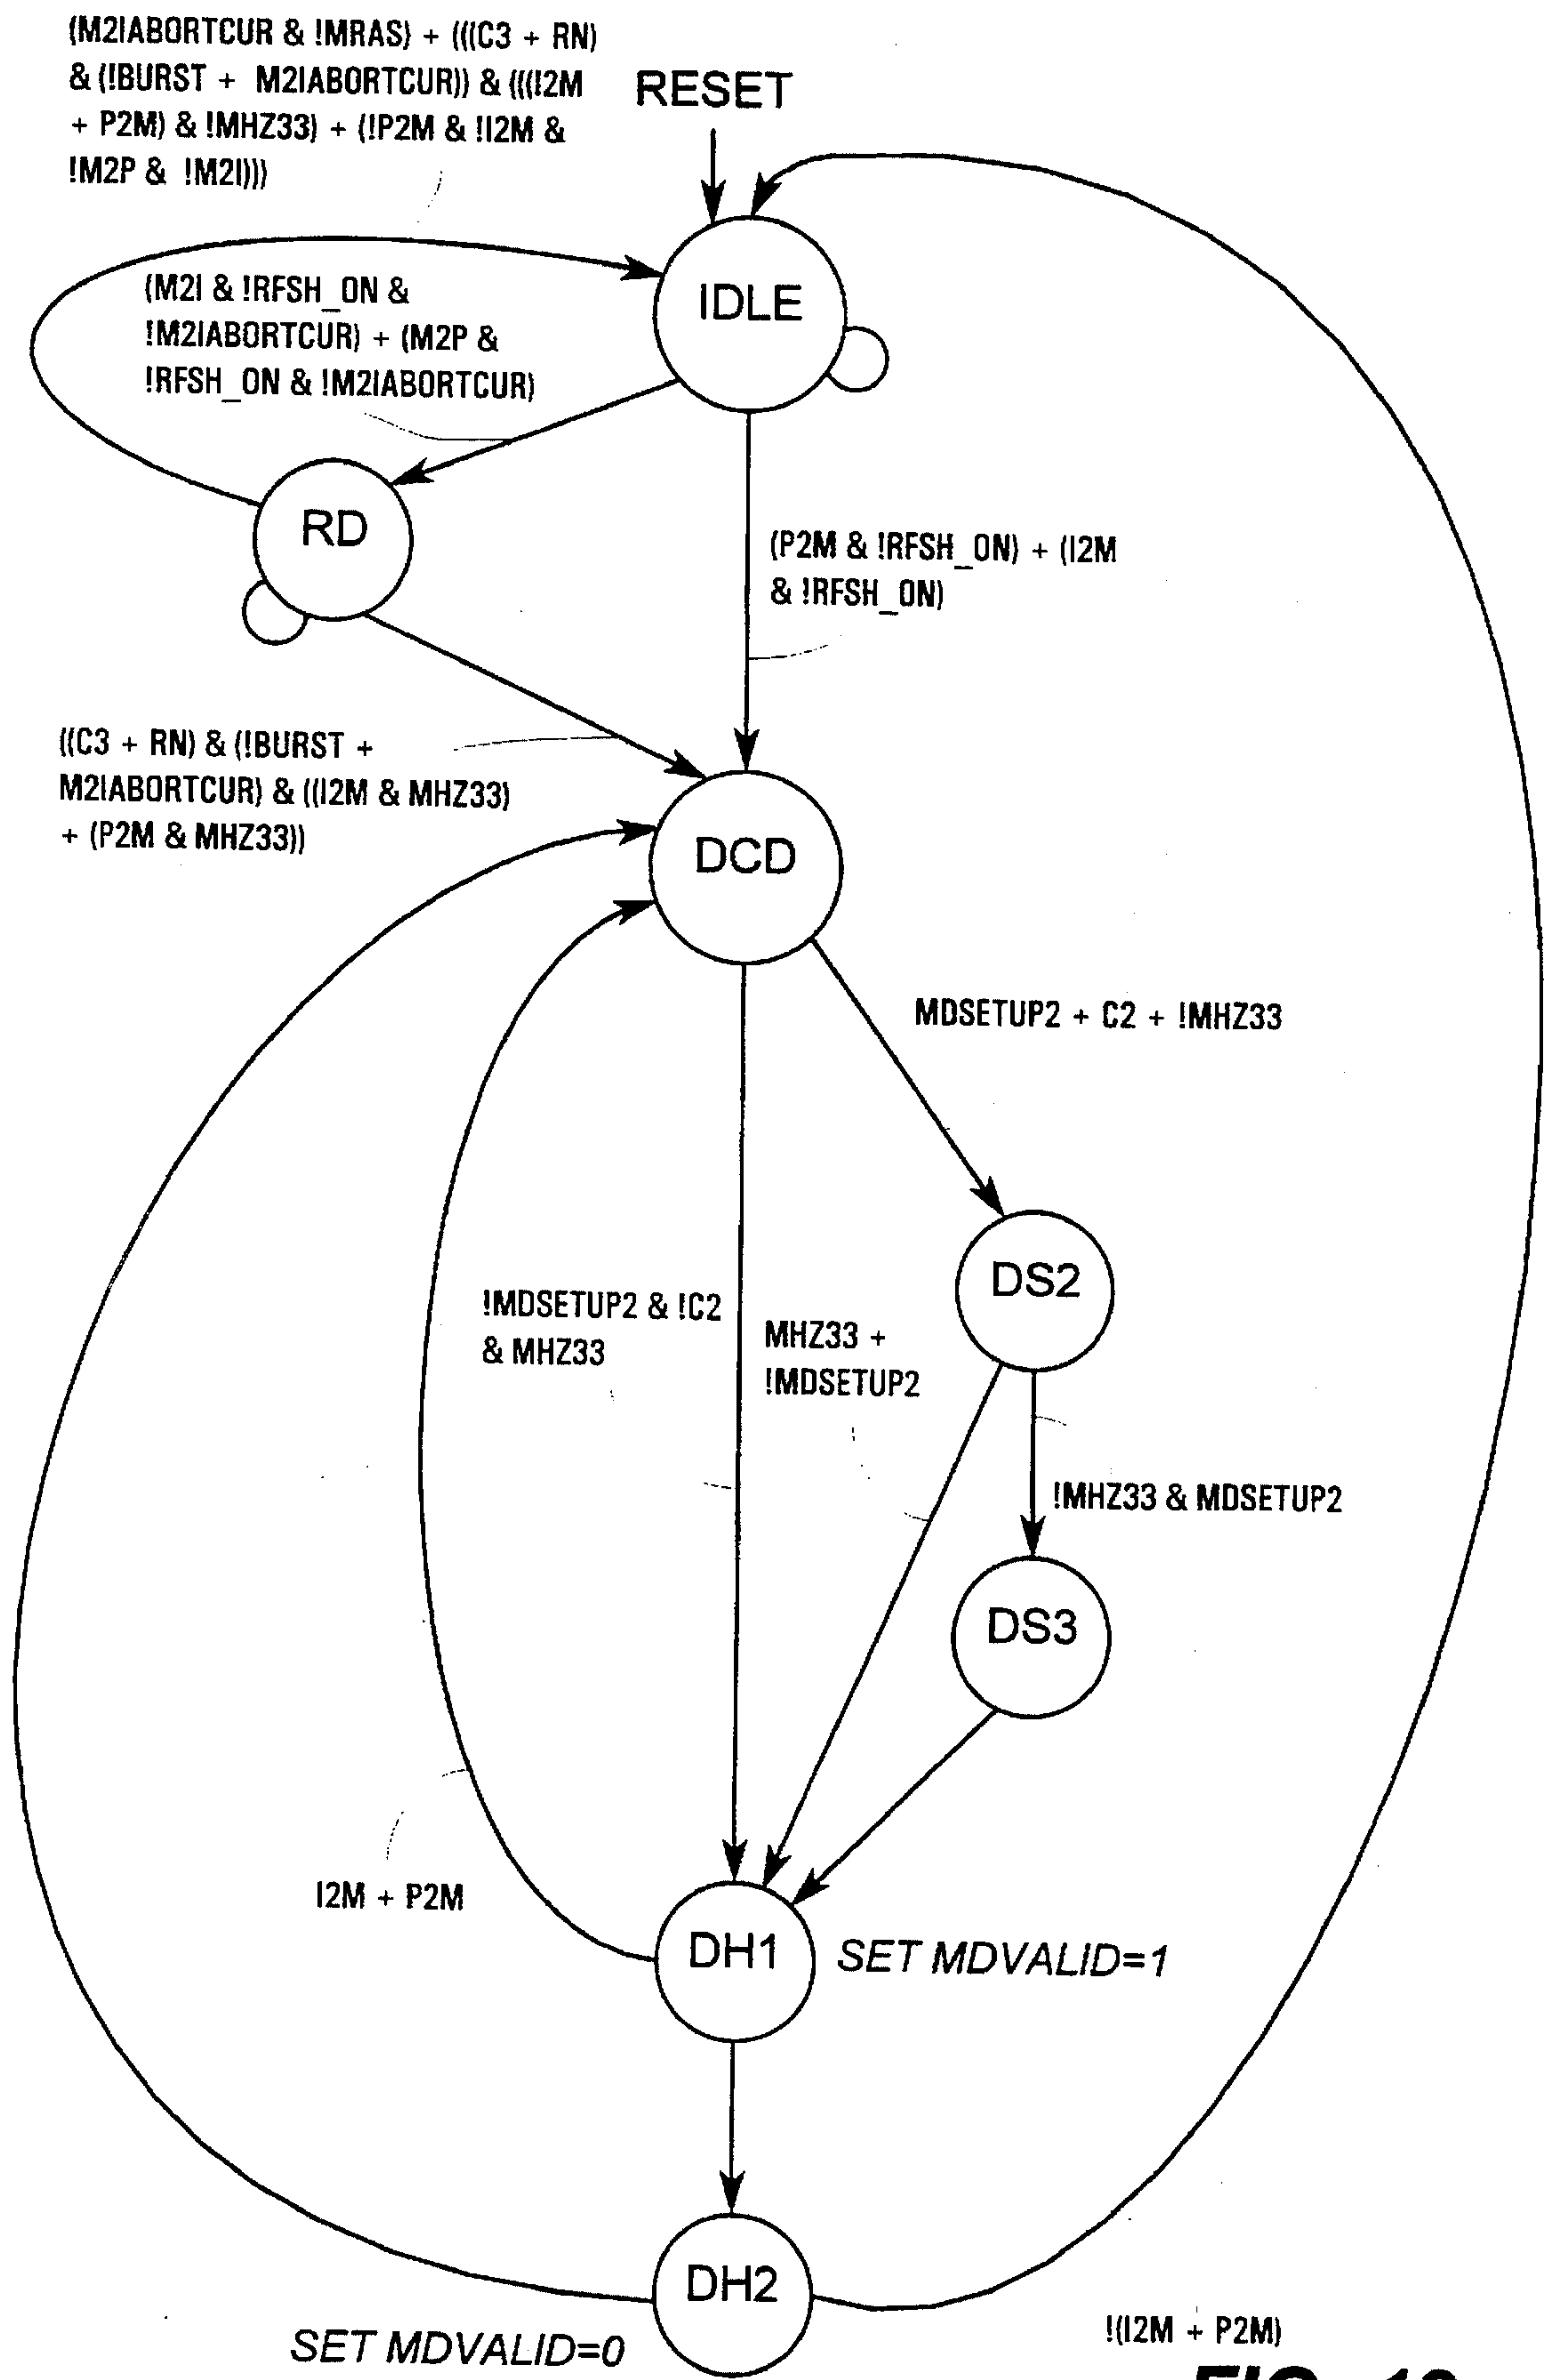 (M2IABORTCUR & !MRAS) + (((C3 + RN)
& (!BURST + M2IABORTCUR)) & (((I2M
+ P2M) & !MHZ33) + (!P2M & !I2M &
!M2P & !M2I)))
RESET
IDLE
(M2I & !RFSH_ON &
!M2IABORTCUR) + (M2P &
!RFSH_ON & !M2IABORTCUR)
RD
(P2M & !RFSH_ON) + (I2M
& !RFSH_ON)
((C3 + RN) & (!BURST +
M2IABORTCUR) & ((I2M & MHZ33)
+ (P2M & MHZ33))
DCD
MDSETUP2 + C2 + !MHZ33
DS2
!MDSETUP2 & !C2
& MHZ33
MHZ33 +
!MDSETUP2
!MHZ33 & MDSETUP2
DS3
I2M + P2M
DH1
SET MDVALID=1
DH2
SET MDVALID=0
!(I2M + P2M)